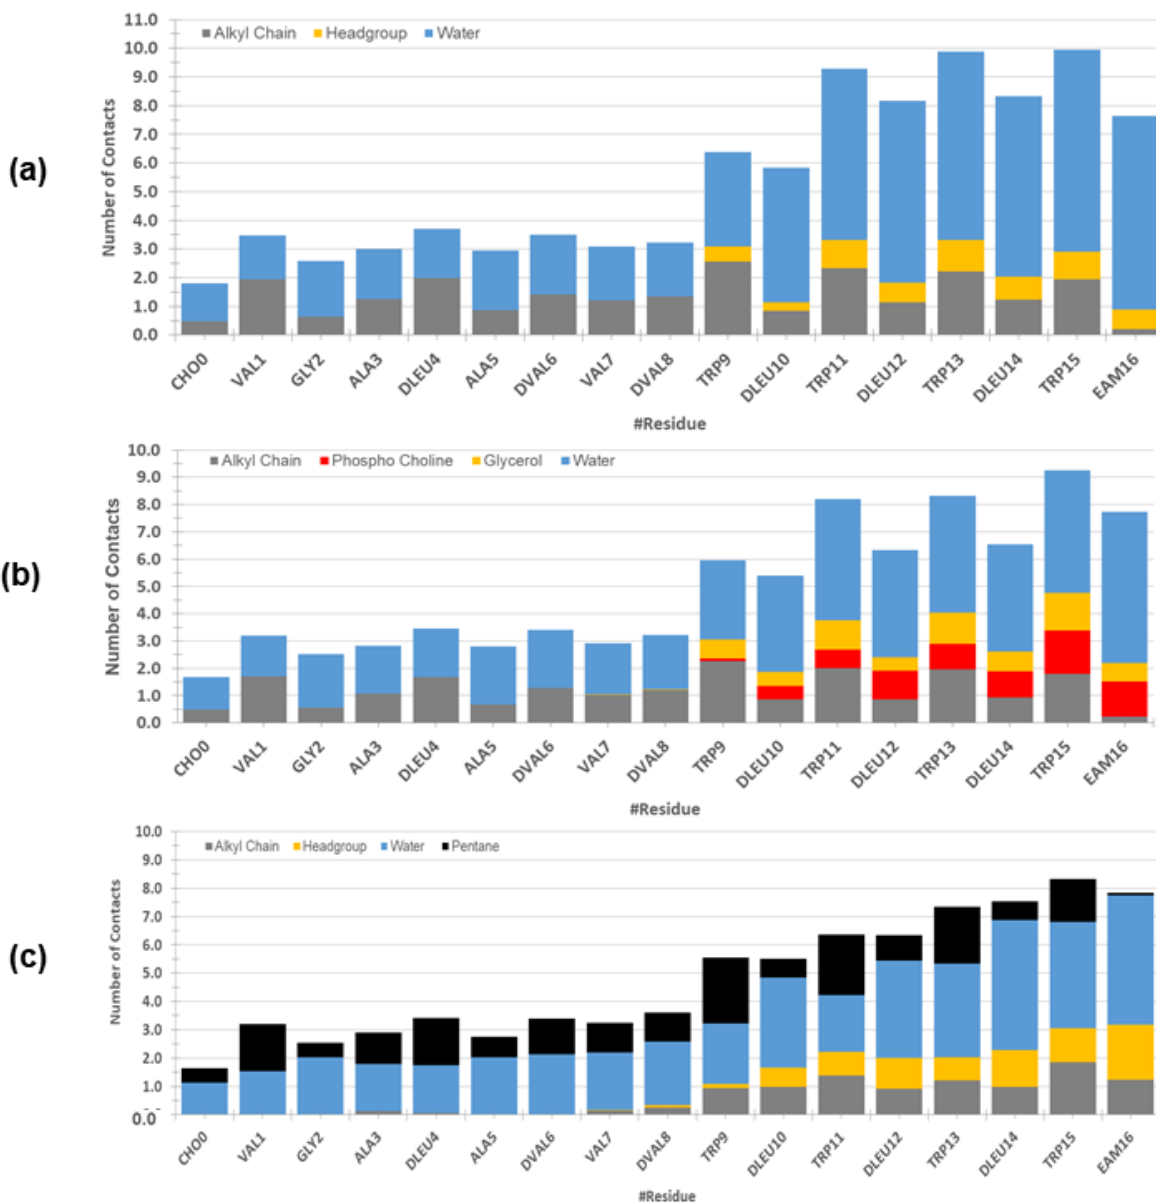 (a)
Number of Contacts
Alkyl Chain Headgroup Water
11.0
10.0
9.0
8.0
7.0
6.0
5.0
4.0
3.0
2.0
1.0
0.0
CHO0 VAL1 GLY2 ALA3 DLEU4 ALA5 DVAL6 VAL7 DVAL8 TRP9 DLEU10 TRP11 DLEU12 TRP13 DLEU14 TRP15 EAM16
#Residue
(b)
Number of Contacts
Alkyl Chain Phospho Choline Glycerol Water
10.0
9.0
8.0
7.0
6.0
5.0
4.0
3.0
2.0
1.0
0.0
CHO0 VAL1 GLY2 ALA3 DLEU4 ALA5 DVAL6 VAL7 DVAL8 TRP9 DLEU10 TRP11 DLEU12 TRP13 DLEU14 TRP15 EAM16
#Residue
(c)
Number of Contacts
Alkyl Chain Headgroup Water Pentane
10.0
9.0
8.0
7.0
6.0
5.0
4.0
3.0
2.0
1.0
0.0
CHO0 VAL1 GLY2 ALA3 DLEU4 ALA5 DVAL6 VAL7 DVAL8 TRP9 DLEU10 TRP11 DLEU12 TRP13 DLEU14 TRP15 EAM16
#Residue